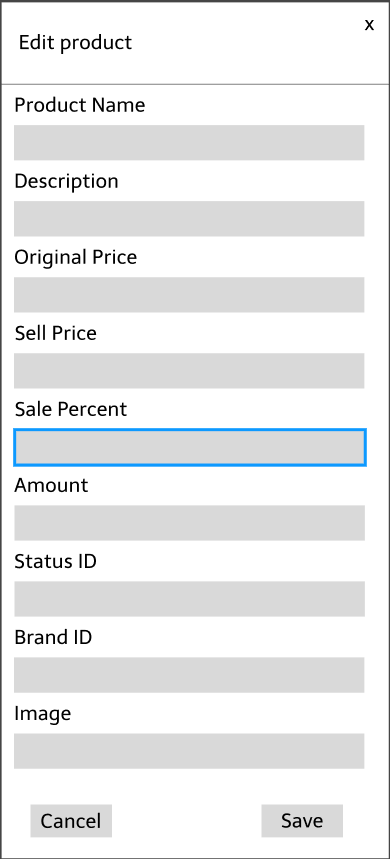 x
Edit product
Product Name
Description
Original Price
Sell Price
Sale Percent
Amount
Status ID
Brand ID
Image
Cancel Save